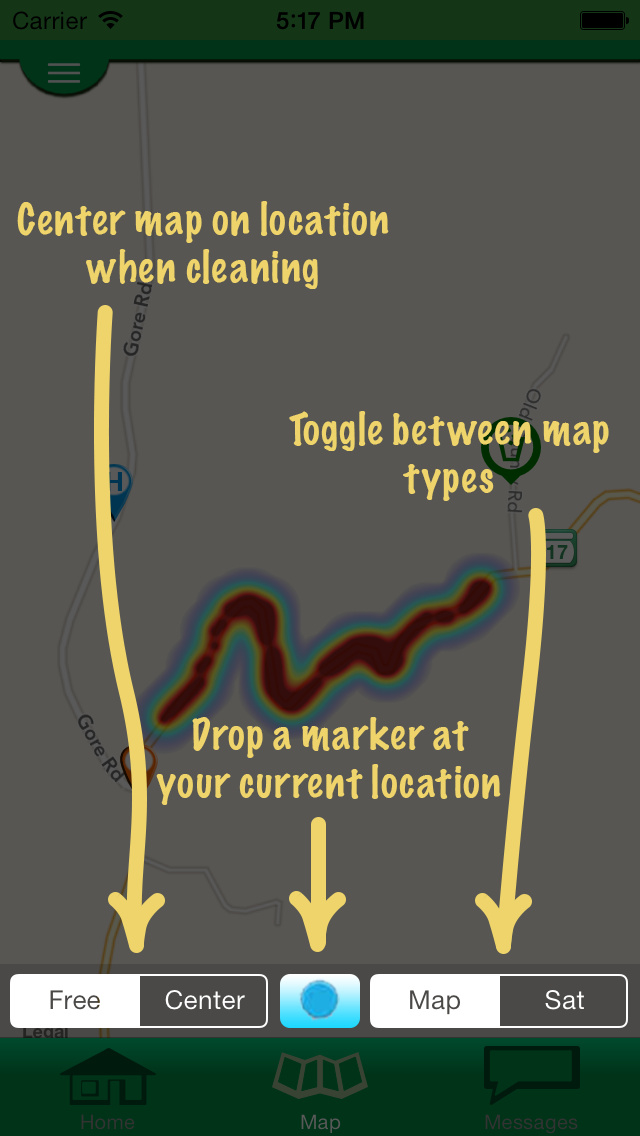 Carrier 5:17 PM
Center map on location
when cleaning
Gore Rd
Toggle between map
types
17
Gore Rd
Drop a marker at
your current location
Free Center Map Sat
Legal
Home Map Messages